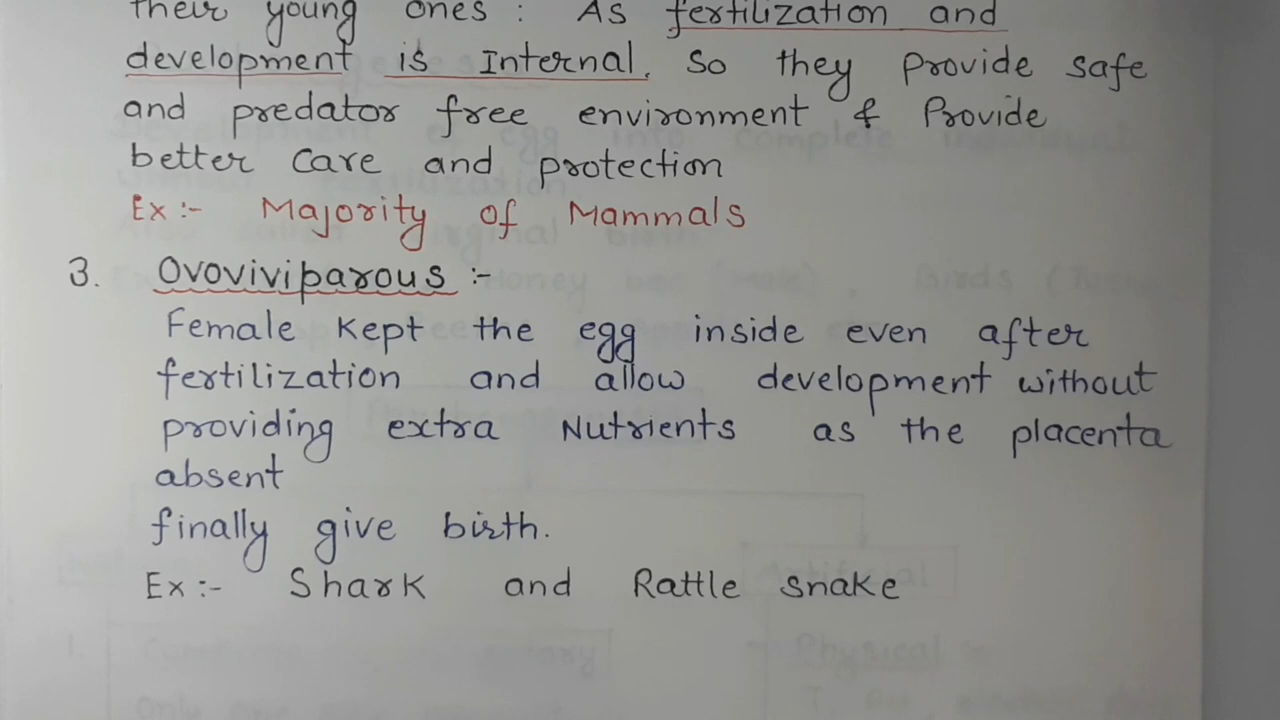 their young ones : As fertilization and
development is Internal. So they provide safe
and predator free environment & Provide
better care and protection
Ex :- Majority of Mammals
3. Ovoviviparous :-
Female kept the egg inside even after
fertilization and allow development without
providing extra Nutrients as the placenta
absent
finally give birth.
Ex :- Shark and Rattle snake